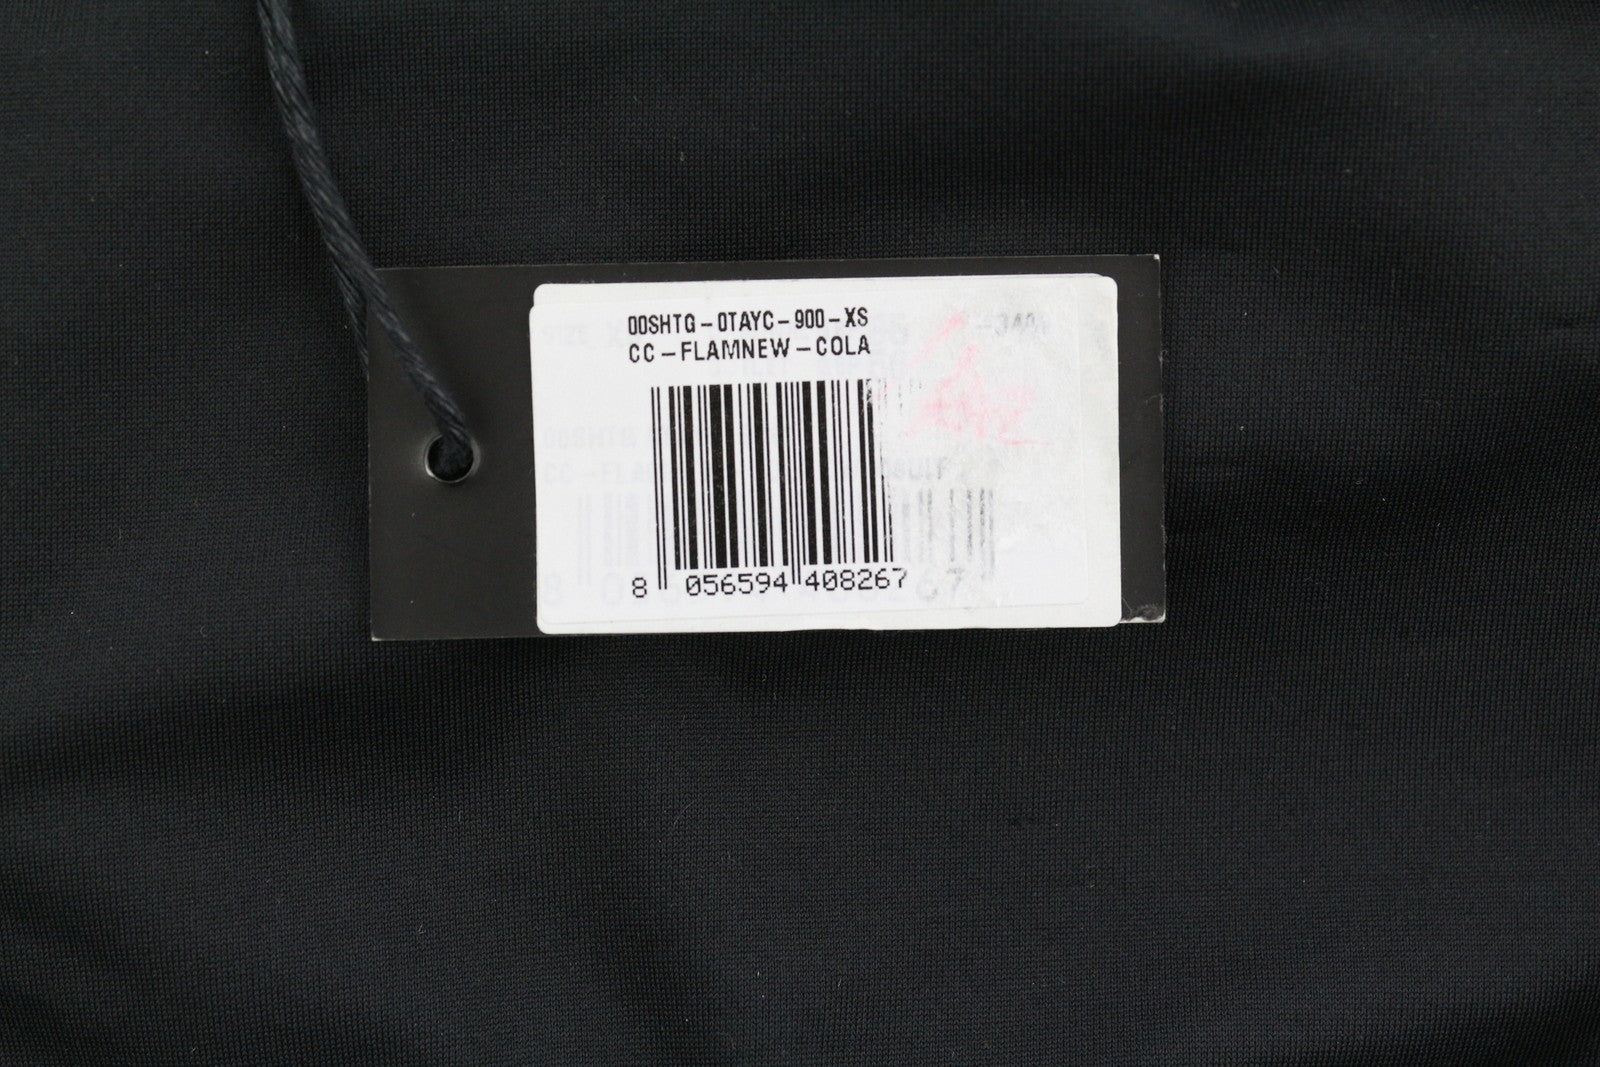 00SHTG-0TAYC-900-XS
CC-FLAMNEW-COLA
8 056594 408267